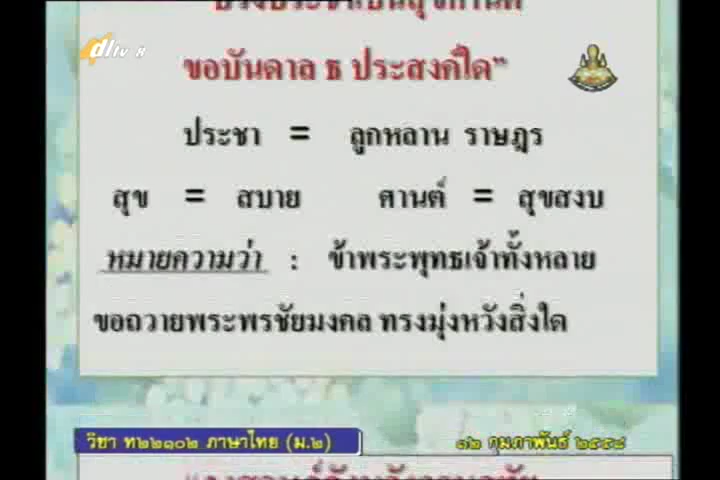 dltv 8
ขอบันดาล ธ ประสงค์ใด”
ประชา = ลูกหลาน ราษฎร
สุข = สบาย ศานต์ = สุขสงบ
หมายความว่า : ข้าพระพุทธเจ้าทั้งหลาย
ขอถวายพระพรชัยมงคล ทรงมุ่งหวังสิ่งใด
วิชา ท๒๒๑๐๒ ภาษาไทย (ม.๒)
๑๒ กุมภาพันธ์ ๒๕๕๘